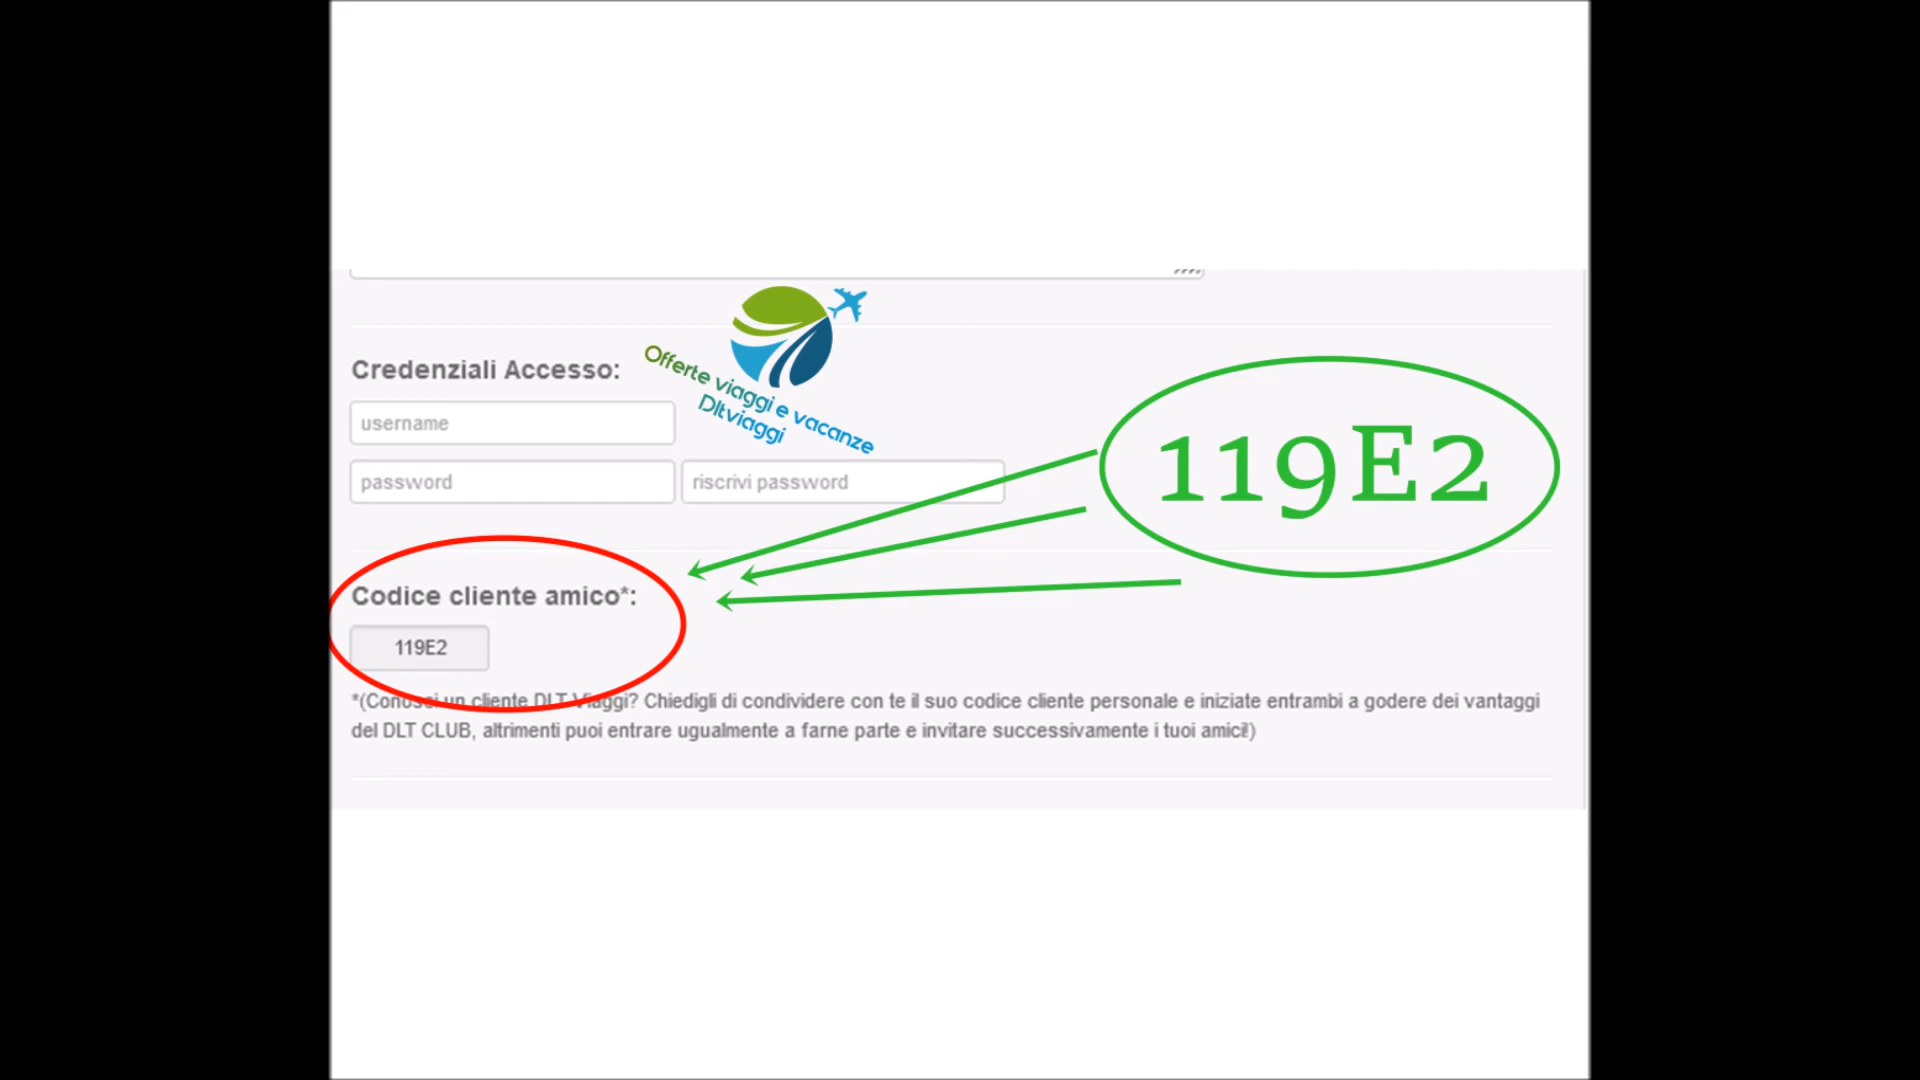 Offerte viaggi e vacanze
Dltviaggi
Credenziali Accesso:
username
password
riscrivi password
119E2
Codice cliente amico*:
119E2
*(Conosci un cliente DLT Viaggi? Chiedigli di condividere con te il suo codice cliente personale e iniziate entrambi a godere dei vantaggi
del DLT CLUB, altrimenti puoi entrare ugualmente a farne parte e invitare successivamente i tuoi amici!)